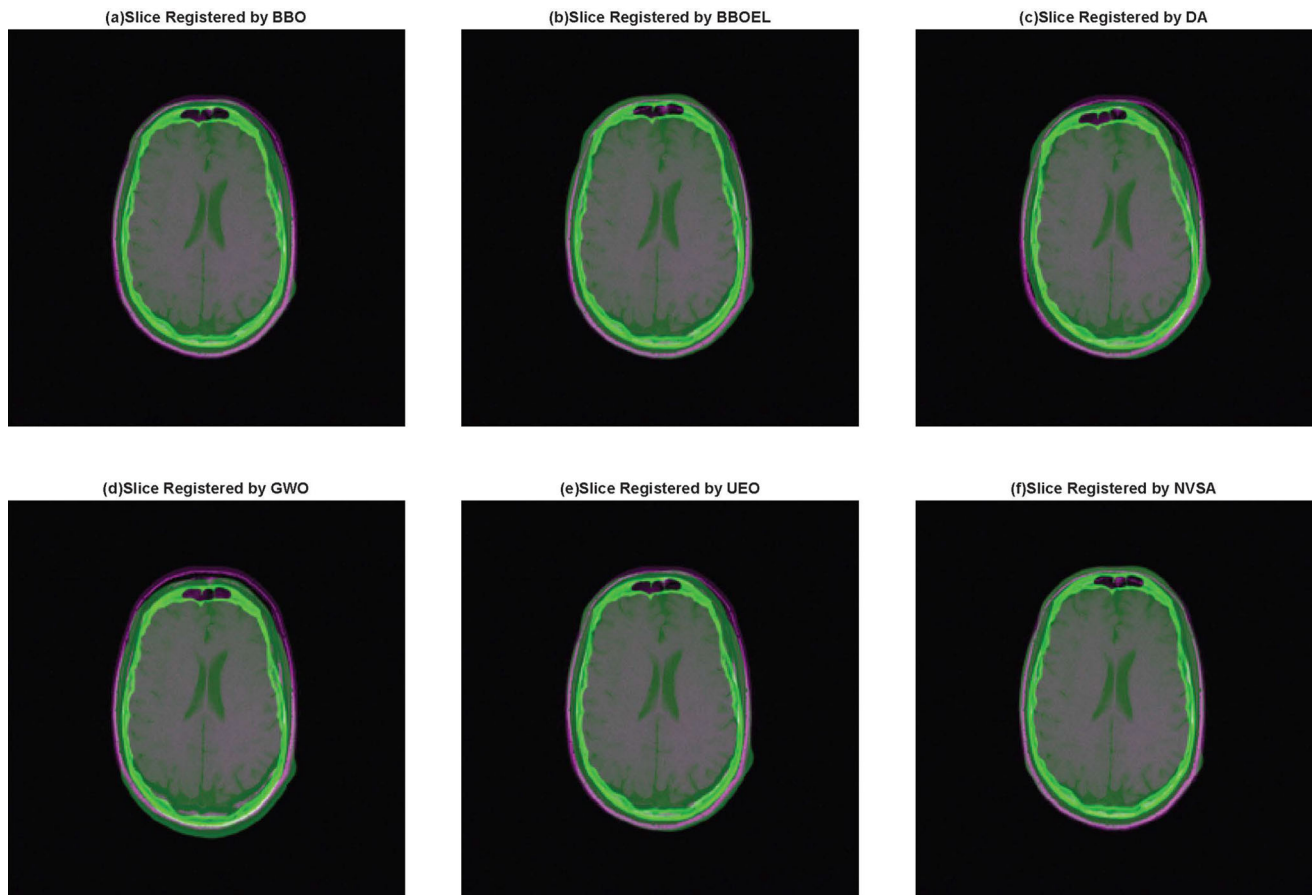 (a)Slice Registered by BBO
(b)Slice Registered by BBOEL
(c)Slice Registered by DA
(d)Slice Registered by GWO
(e)Slice Registered by UEO
(f)Slice Registered by NVSA